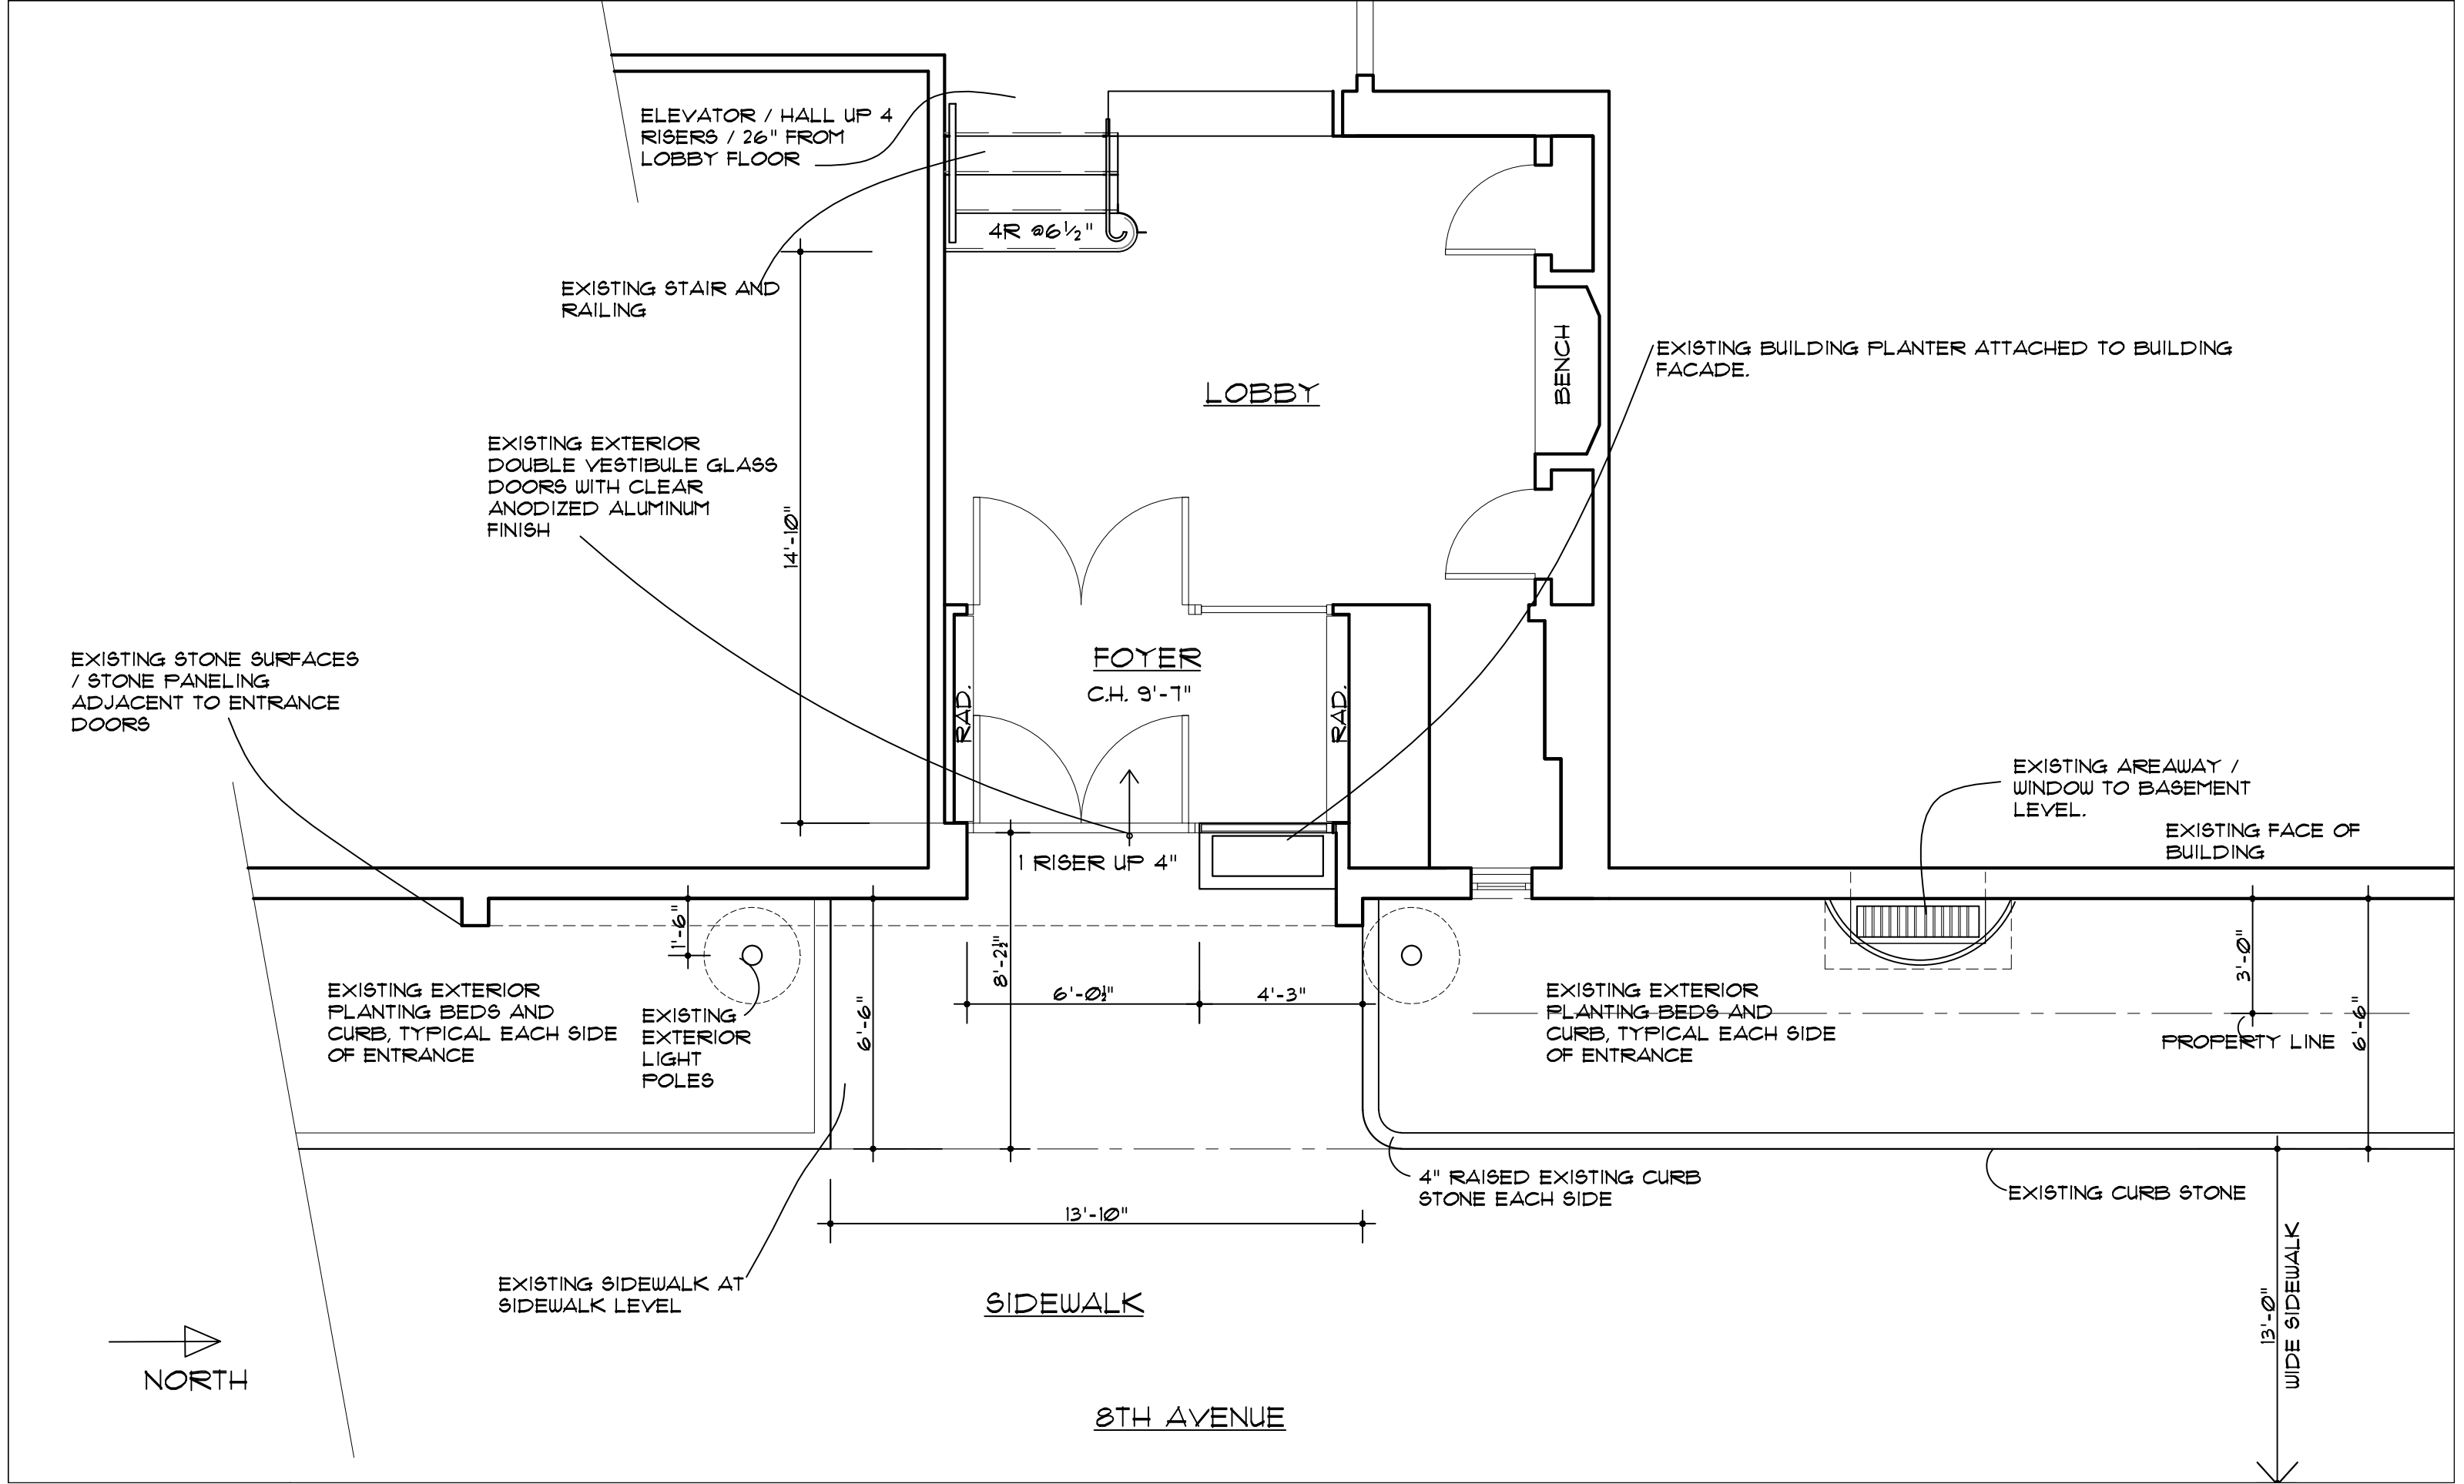 ELEVATOR / HALL UP 4
RISERS / 26" FROM
LOBBY FLOOR
4R @6½"
EXISTING STAIR AND
RAILING
EXISTING BUILDING PLANTER ATTACHED TO BUILDING
FACADE.
BENCH
LOBBY
EXISTING EXTERIOR
DOUBLE VESTIBULE GLASS
DOORS WITH CLEAR
ANODIZED ALUMINUM
FINISH
14'-10"
EXISTING STONE SURFACES
/ STONE PANELING
ADJACENT TO ENTRANCE
DOORS
FOYER
C.H. 9'-7"
RAD.
RAD.
EXISTING AREAWAY /
WINDOW TO BASEMENT
LEVEL.
EXISTING FACE OF
BUILDING
1 RISER UP 4"
1'-6"
8'-2½"
6'-0½"
4'-3"
6'-6"
3'-0"
6'-6"
EXISTING EXTERIOR
PLANTING BEDS AND
CURB, TYPICAL EACH SIDE
OF ENTRANCE
EXISTING
EXTERIOR
LIGHT
POLES
EXISTING EXTERIOR
PLANTING BEDS AND
CURB, TYPICAL EACH SIDE
OF ENTRANCE
PROPERTY LINE
4" RAISED EXISTING CURB
STONE EACH SIDE
EXISTING CURB STONE
13'-10"
EXISTING SIDEWALK AT
SIDEWALK LEVEL
SIDEWALK
13'-0"
WIDE SIDEWALK
NORTH
8TH AVENUE